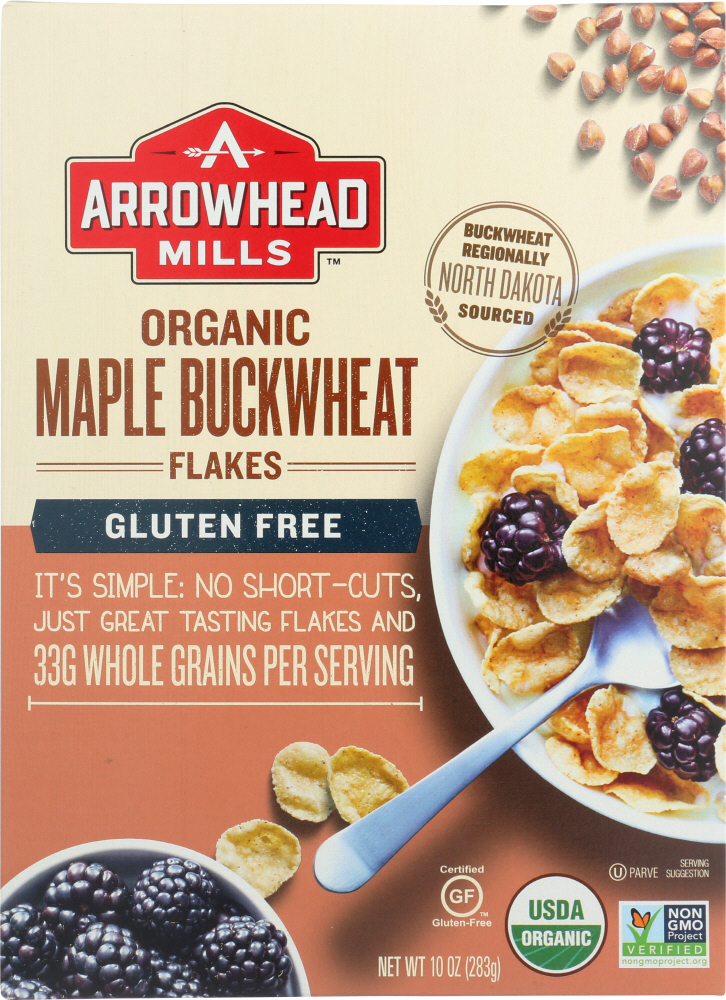 A
ARROWHEAD
MILLS ™
BUCKWHEAT
REGIONALLY
NORTH DAKOTA
SOURCED
ORGANIC
MAPLE BUCKWHEAT
FLAKES
GLUTEN FREE
IT'S SIMPLE: NO SHORT-CUTS,
JUST GREAT TASTING FLAKES AND
33G WHOLE GRAINS PER SERVING
Certified
GF ™
Gluten-Free
USDA
ORGANIC
U PARVE
SERVING
SUGGESTION
NON
GMO
Project
VERIFIED
nongmoproject.org
NET WT 10 OZ (283g)